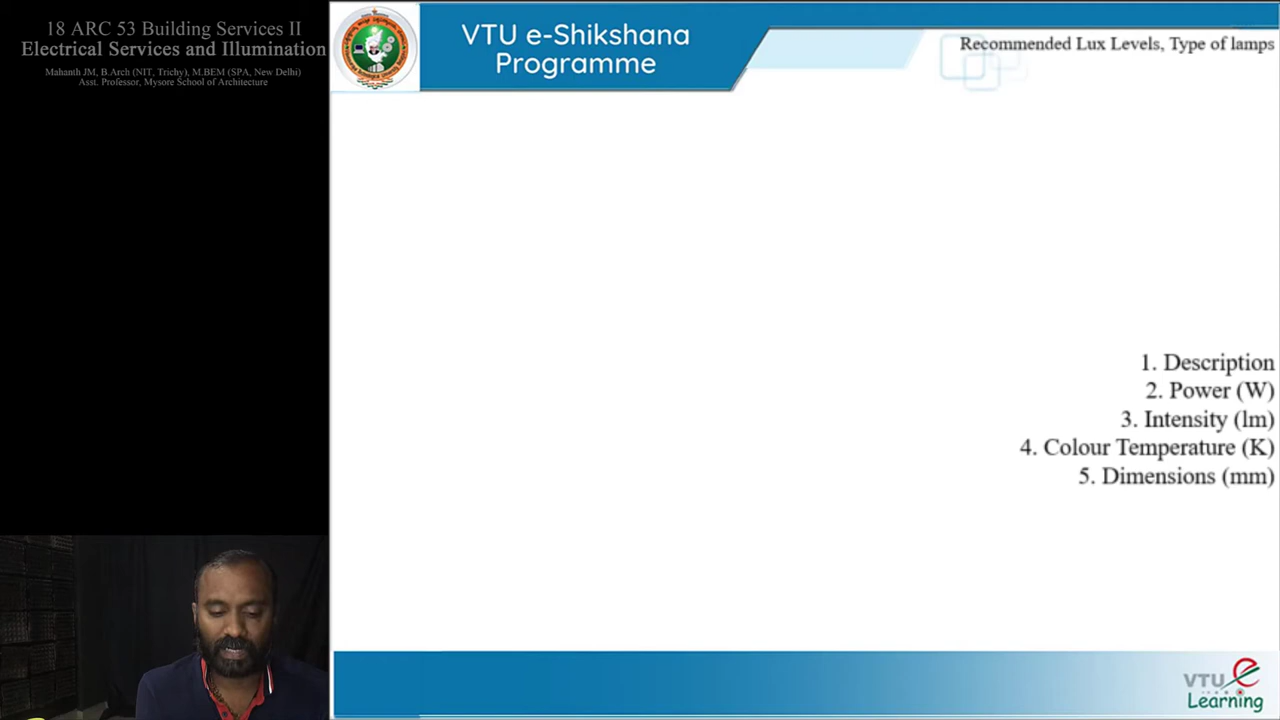 18 ARC 53 Building Services II
Electrical Services and Illumination
Mahanth JM, B.Arch (NIT, Trichy), M.BEM (SPA, New Delhi)
Asst. Professor, Mysore School of Architecture
VTU e-Shikshana
Programme
Recommended Lux Levels, Type of lamps
1. Description
2. Power (W)
3. Intensity (lm)
4. Colour Temperature (K)
5. Dimensions (mm)
VTU e
Learning